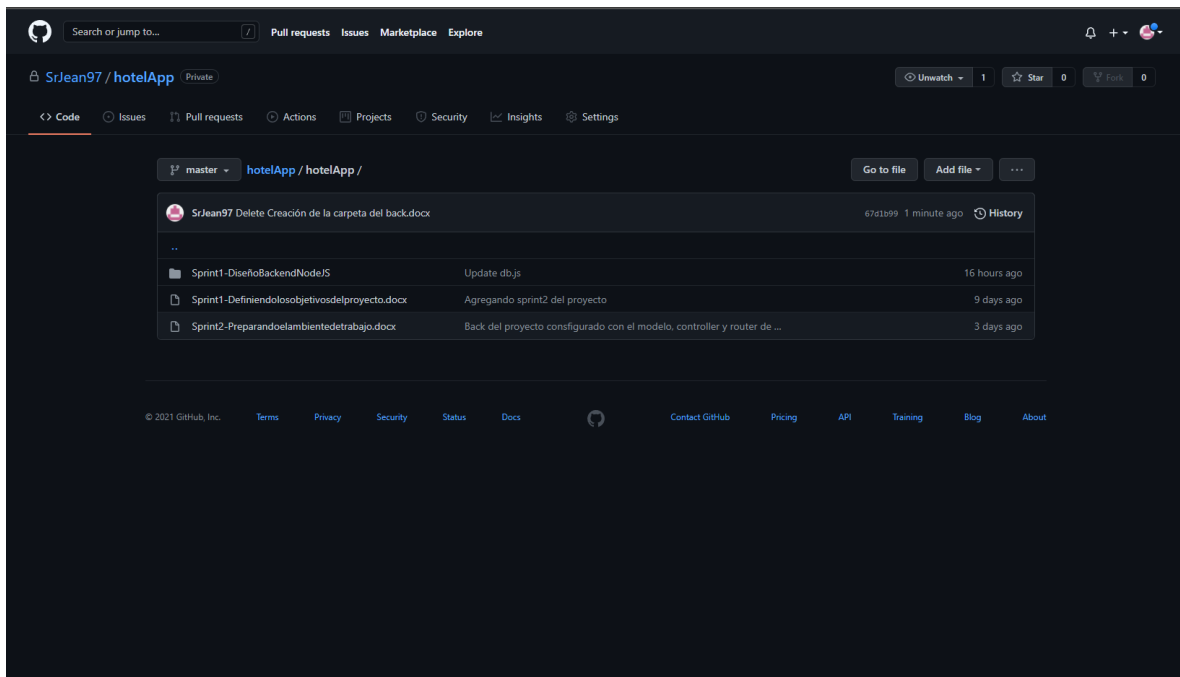 Search or jump to... / Pull requests Issues Marketplace Explore
SrJean97 / hotelApp Private Unwatch 1 Star 0 Fork 0
<> Code Issues Pull requests Actions Projects Security Insights Settings
master hotelApp / hotelApp / Go to file Add file ...
SrJean97 Delete Creación de la carpeta del back.docx 67d1b99 1 minute ago History
..
Sprint1-DiseñoBackendNodeJS Update db.js 16 hours ago
Sprint1-Definiendolosobjetivosdelproyecto.docx Agregando sprint2 del proyecto 9 days ago
Sprint2-Preparandoelambientedetrabajo.docx Back del proyecto consfigurado con el modelo, controller y router de ... 3 days ago
© 2021 GitHub, Inc. Terms Privacy Security Status Docs Contact GitHub Pricing API Training Blog About